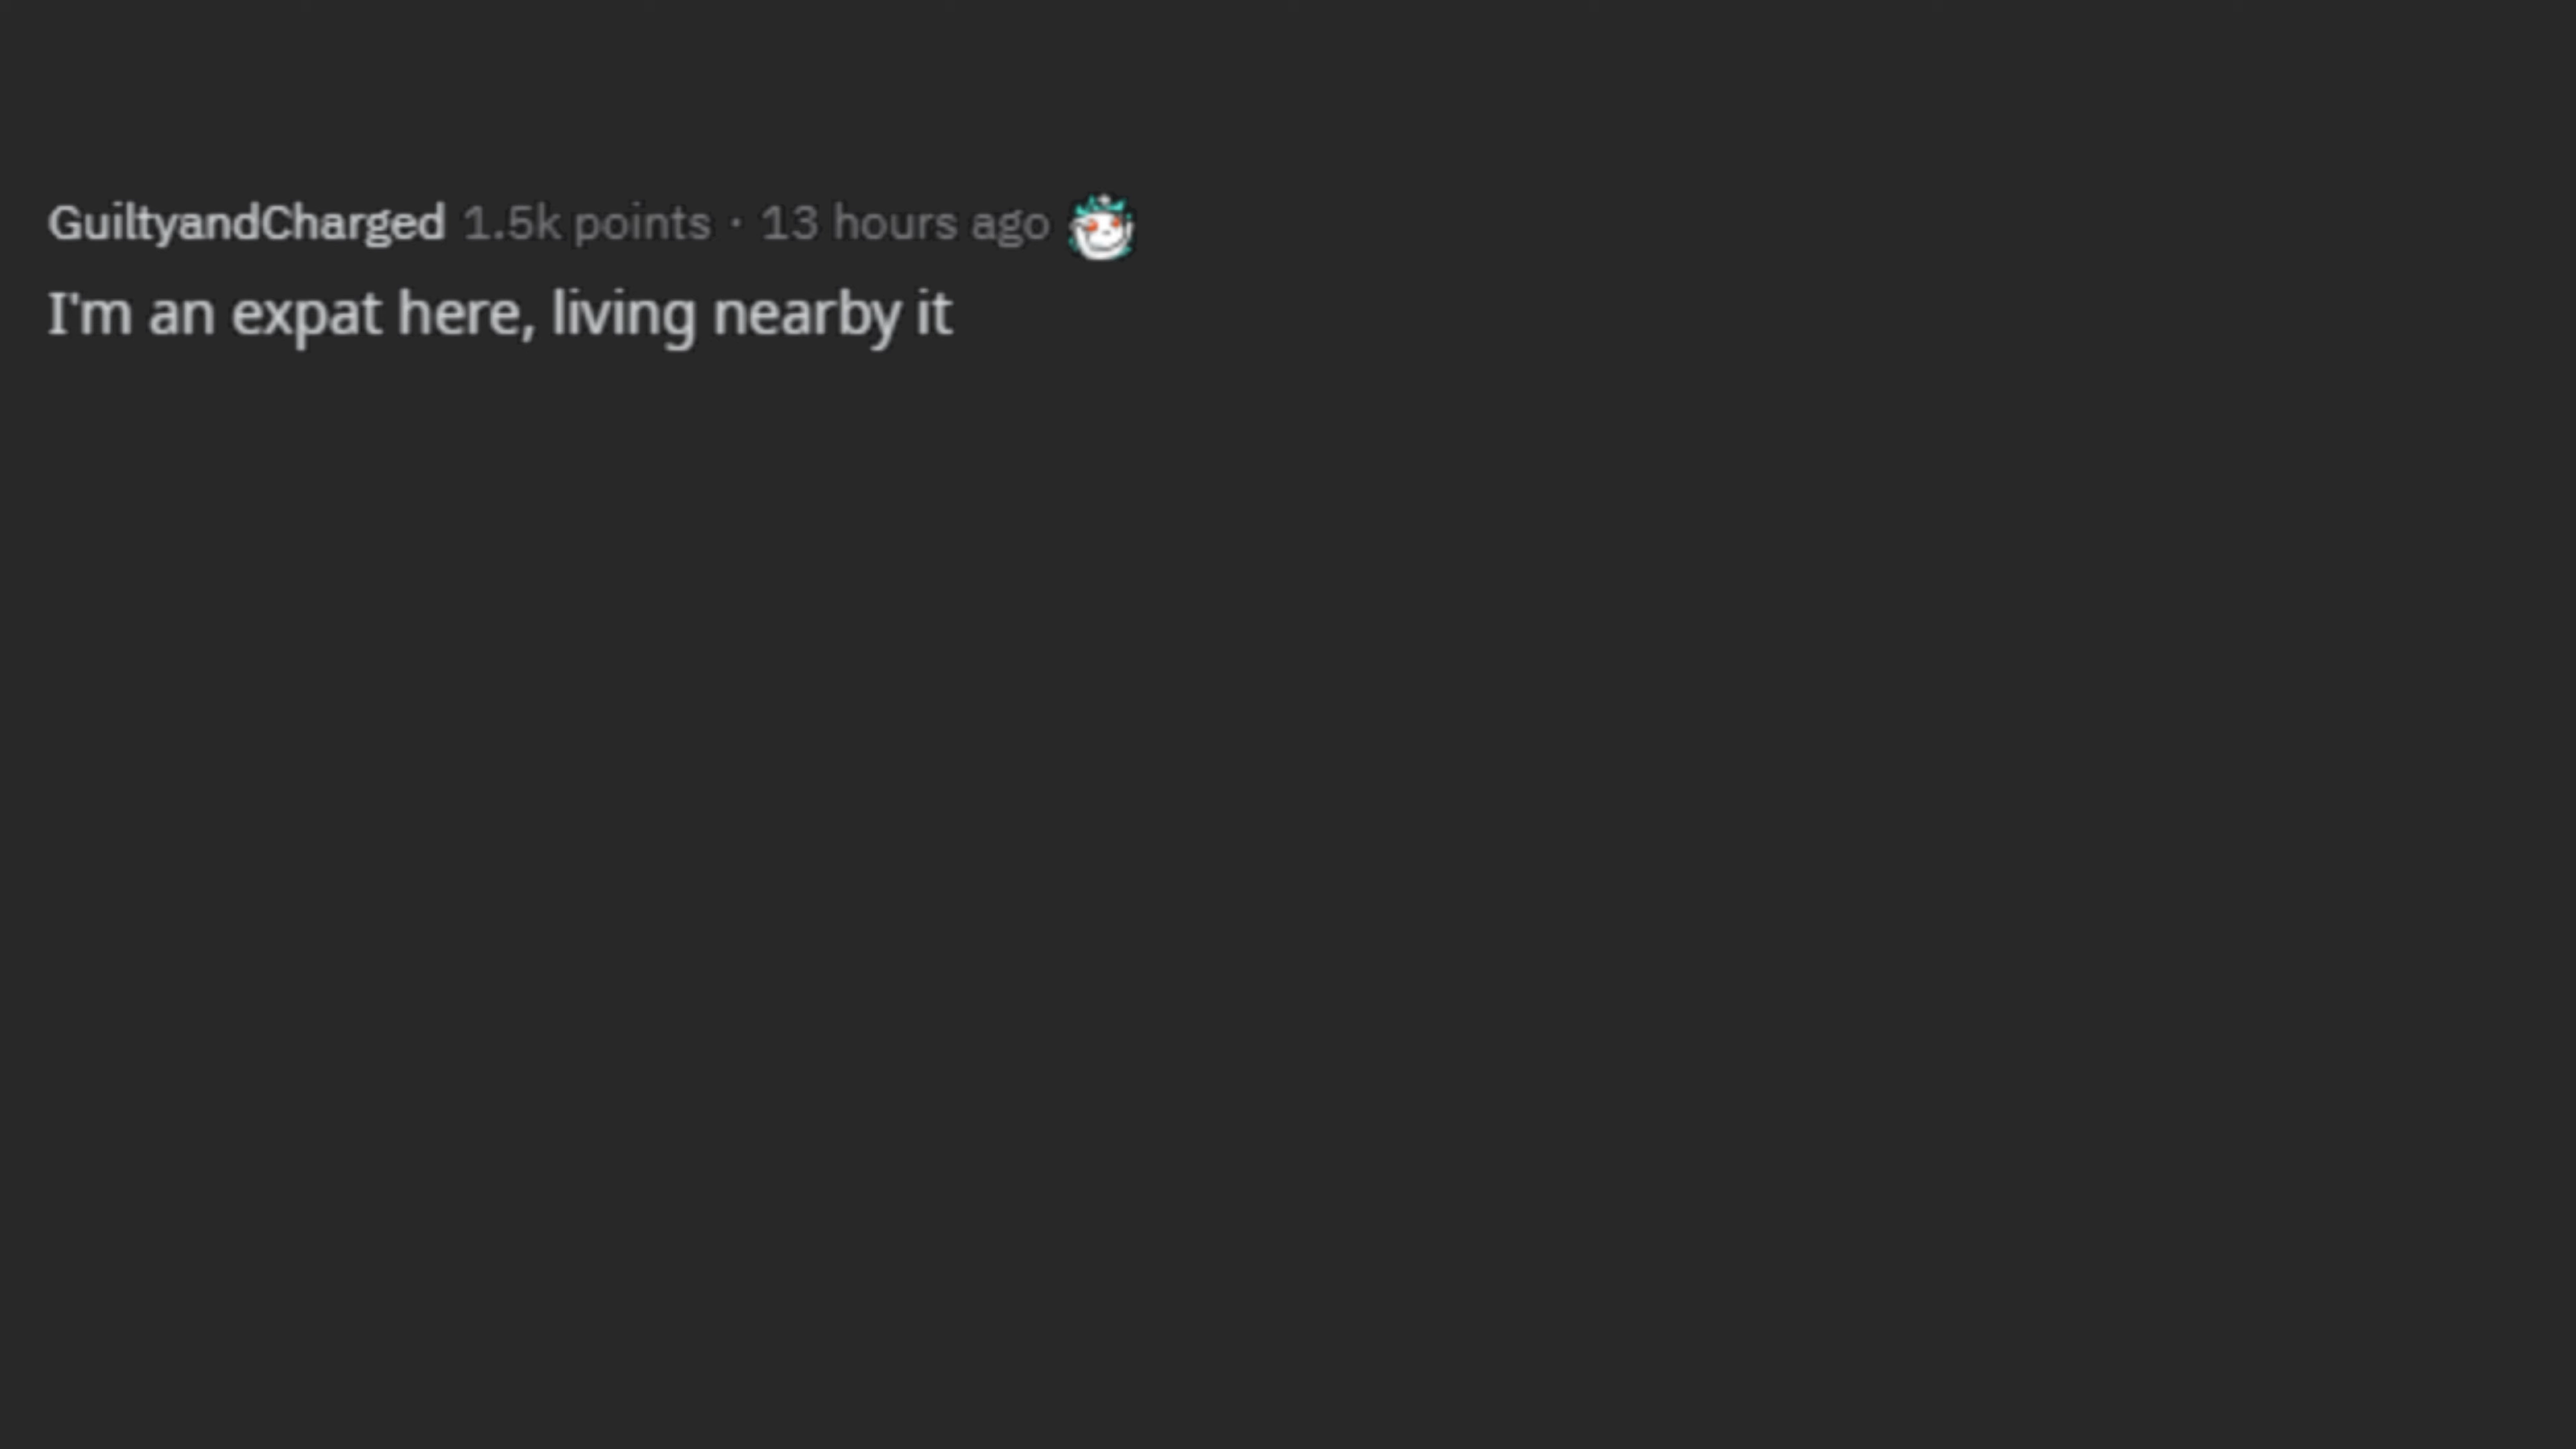 GuiltyandCharged 1.5k points · 13 hours ago
I'm an expat here, living nearby it